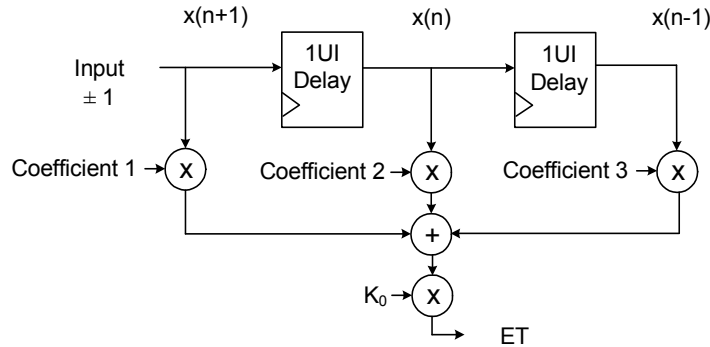 x(n+1)
x(n)
x(n-1)
Input
± 1
1UI
Delay
1UI
Delay
Coefficient 1
x
Coefficient 2
x
Coefficient 3
x
+
K₀
x
ET